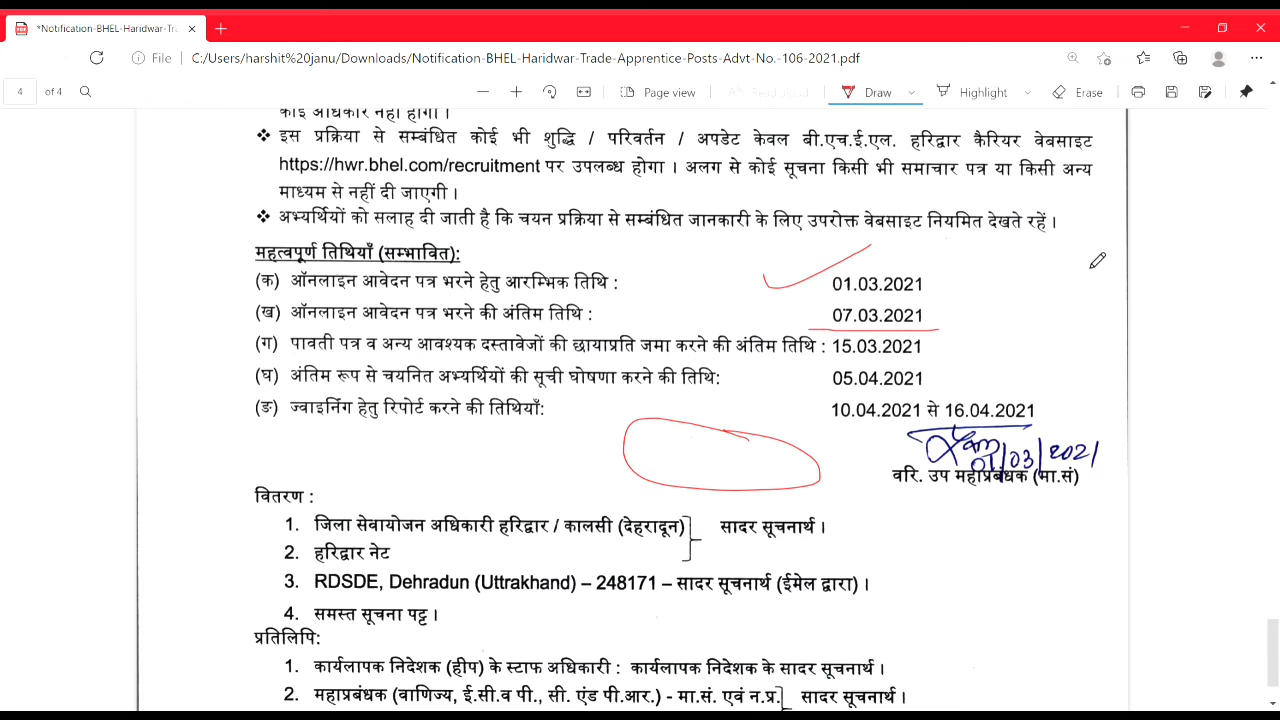 *Notification-BHEL-Haridwar-Tra
File C:/Users/harshit%20janu/Downloads/Notification-BHEL-Haridwar-Trade-Apprentice-Posts-Advt-No.-106-2021.pdf
4 of 4 Page view Read aloud Draw Highlight Erase
कोई अधिकार नहीं होगा ।
❖ इस प्रक्रिया से सम्बंधित कोई भी शुद्धि / परिवर्तन / अपडेट केवल बी.एच.ई.एल. हरिद्वार कैरियर वेबसाइट
https://hwr.bhel.com/recruitment पर उपलब्ध होगा । अलग से कोई सूचना किसी भी समाचार पत्र या किसी अन्य
माध्यम से नहीं दी जाएगी ।
❖ अभ्यर्थियों को सलाह दी जाती है कि चयन प्रक्रिया से सम्बंधित जानकारी के लिए उपरोक्त वेबसाइट नियमित देखते रहें ।
महत्वपूर्ण तिथियाँ (सम्भावित):
(क) ऑनलाइन आवेदन पत्र भरने हेतु आरम्भिक तिथि : 01.03.2021
(ख) ऑनलाइन आवेदन पत्र भरने की अंतिम तिथि : 07.03.2021
(ग) पावती पत्र व अन्य आवश्यक दस्तावेजों की छायाप्रति जमा करने की अंतिम तिथि : 15.03.2021
(घ) अंतिम रूप से चयनित अभ्यर्थियों की सूची घोषणा करने की तिथि: 05.04.2021
(ङ) ज्वाइनिंग हेतु रिपोर्ट करने की तिथियाँ: 10.04.2021 से 16.04.2021
01/03/2021
वरि. उप महाप्रबंधक (मा.सं)
वितरण :
1. जिला सेवायोजन अधिकारी हरिद्वार / कालसी (देहरादून) सादर सूचनार्थ ।
2. हरिद्वार नेट
3. RDSDE, Dehradun (Uttrakhand) – 248171 – सादर सूचनार्थ (ईमेल द्वारा) ।
4. समस्त सूचना पट्ट ।
प्रतिलिपि:
1. कार्यलापक निदेशक (हीप) के स्टाफ अधिकारी : कार्यलापक निदेशक के सादर सूचनार्थ ।
2. महाप्रबंधक (वाणिज्य, ई.सी.व पी., सी. एंड पी.आर.) - मा.सं. एवं न.प्र. सादर सूचनार्थ ।